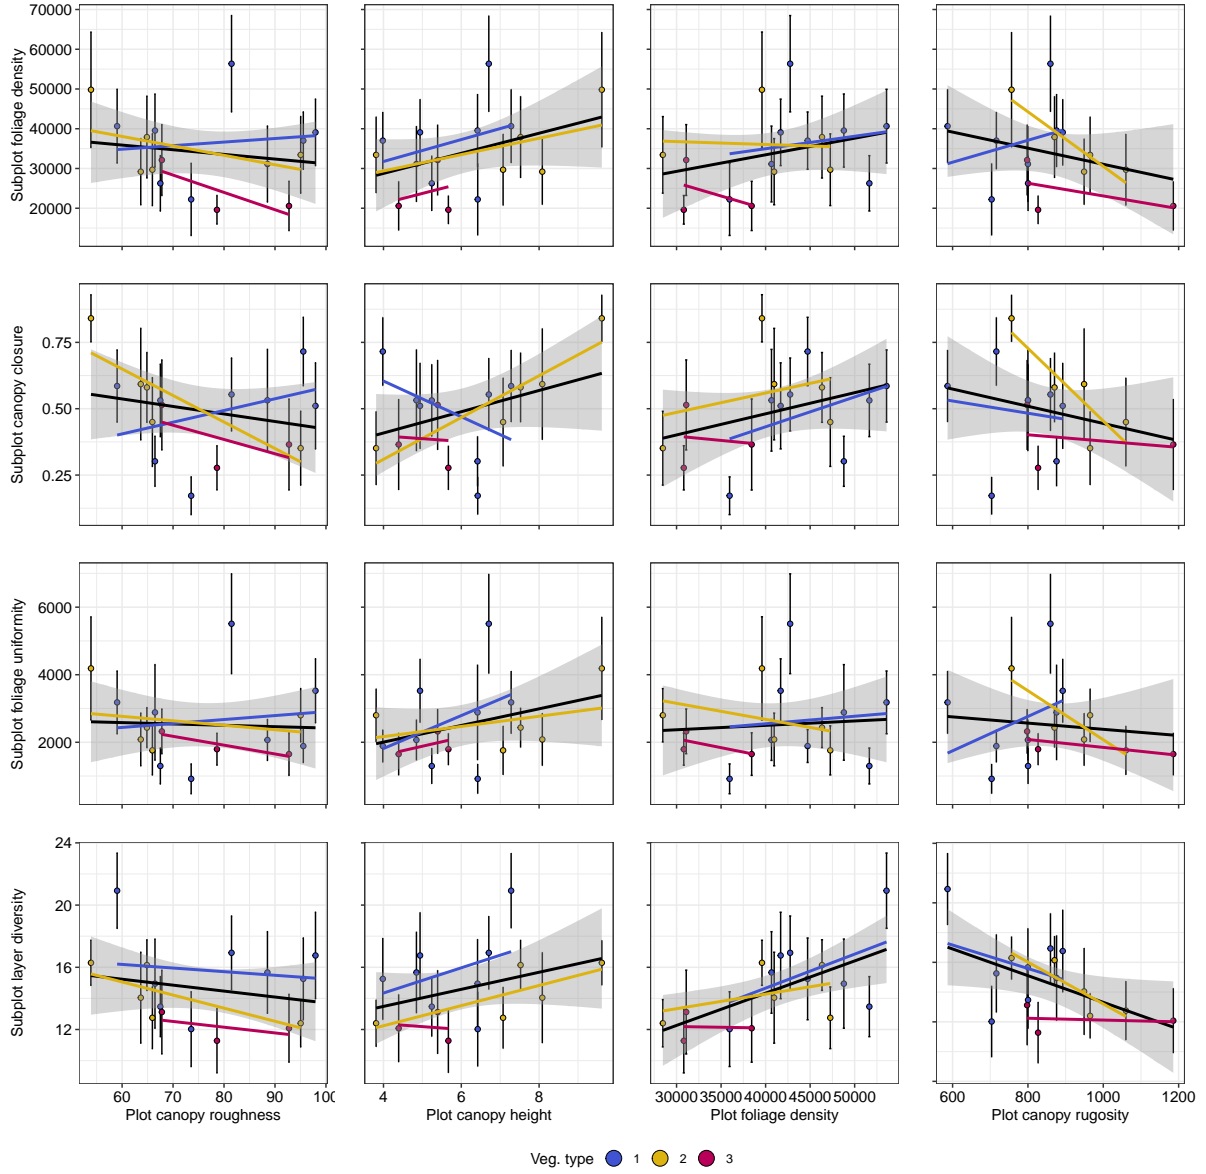 Subplot foliage density
70000
60000
50000
40000
30000
20000
Subplot canopy closure
0.75
0.50
0.25
Subplot foliage uniformity
6000
4000
2000
Subplot layer diversity
24
20
16
12
60 80 100
4 6 8
30000 35000 40000 45000 50000
600 800 1000 1200
Plot canopy roughness
Plot canopy height
Plot foliage density
Plot canopy rugosity
Veg. type 1 2 3